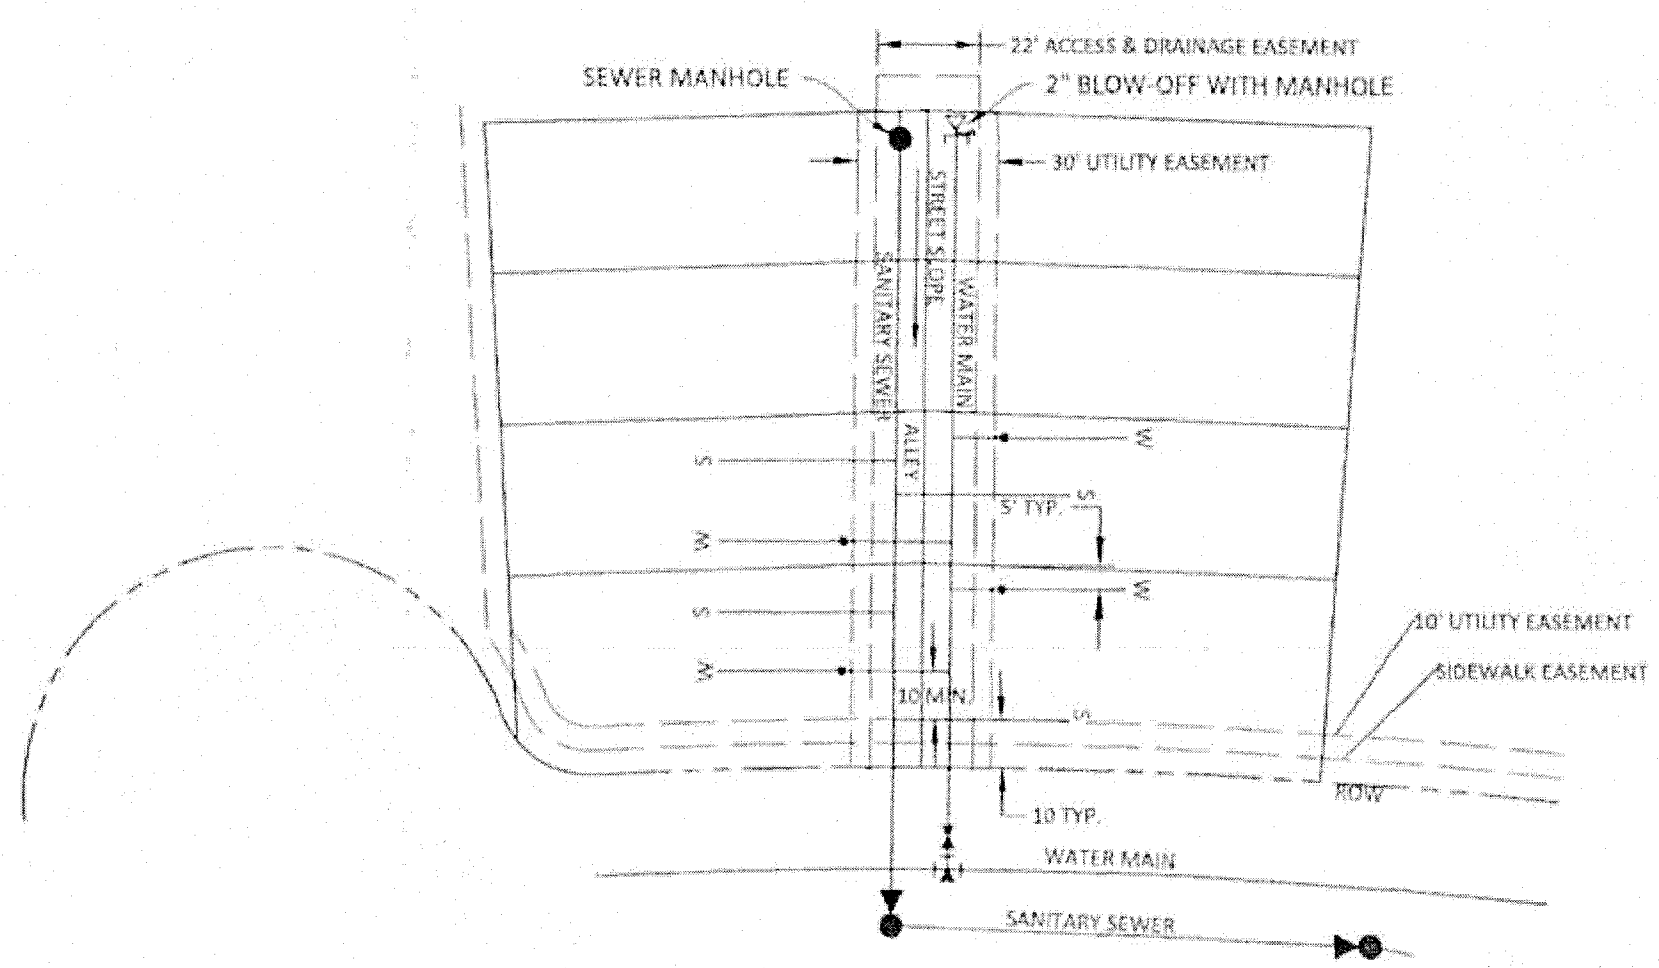 22' ACCESS & DRAINAGE EASEMENT
SEWER MANHOLE
2" BLOW-OFF WITH MANHOLE
30' UTILITY EASEMENT
STREET SLOPE
SANITARY SEWER
WATER MAIN
ALLEY
W
S
S
5' TYP.
W
W
S
10' UTILITY EASEMENT
W
SIDEWALK EASEMENT
10 MIN.
S
ROW
10 TYP.
WATER MAIN
SANITARY SEWER